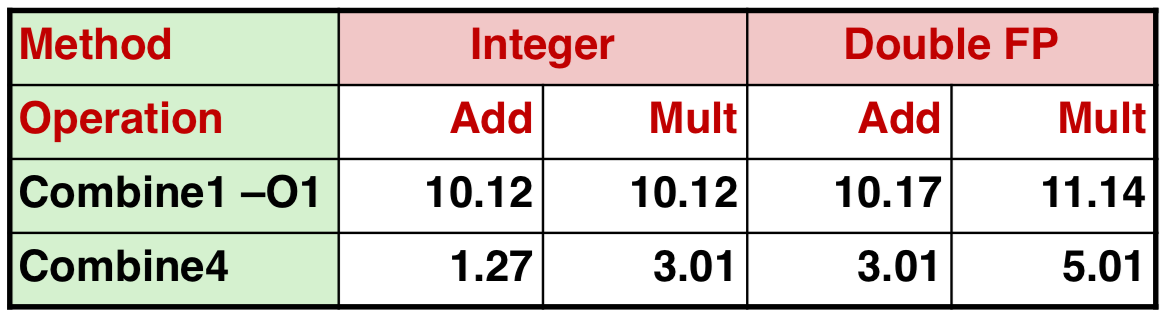 Method Integer Double FP
Operation Add Mult Add Mult
Combine1 –O1 10.12 10.12 10.17 11.14
Combine4 1.27 3.01 3.01 5.01